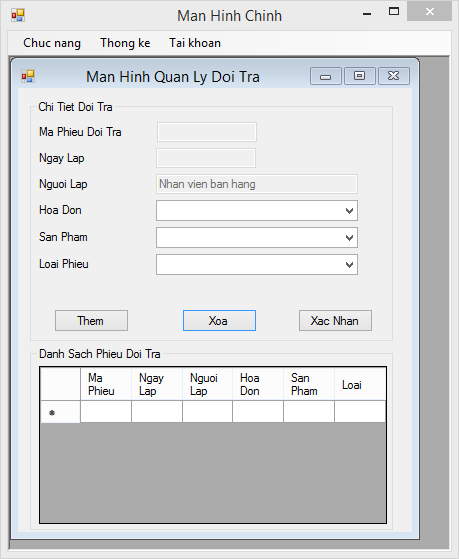 Man Hinh Chinh
Chuc nang Thong ke Tai khoan
Man Hinh Quan Ly Doi Tra
Chi Tiet Doi Tra
Ma Phieu Doi Tra
Ngay Lap
Nguoi Lap Nhan vien ban hang
Hoa Don
San Pham
Loai Phieu
Them Xoa Xac Nhan
Danh Sach Phieu Doi Tra
Ma Ngay Nguoi Hoa San Loai
Phieu Lap Lap Don Pham